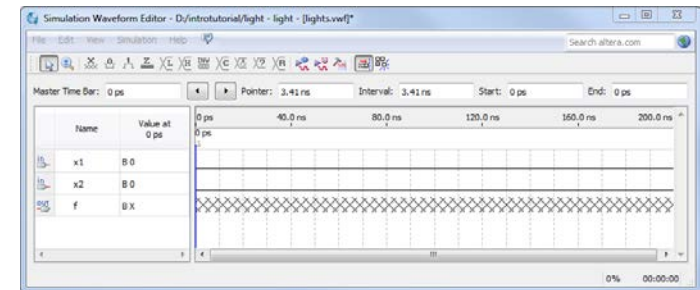 Simulation Waveform Editor - D:/introtutorial/light - light - [lights.vwf]*
File Edit View Simulation Help
Search altera.com
Master Time Bar: 0 ps Pointer: 3.41 ns Interval: 3.41 ns Start: 0 ps End: 0 ps
Name Value at 0 ps
0 ps 40.0 ns 80.0 ns 120.0 ns 160.0 ns 200.0 ns
0 ps
x1 B 0
x2 B 0
f B X
0% 00:00:00